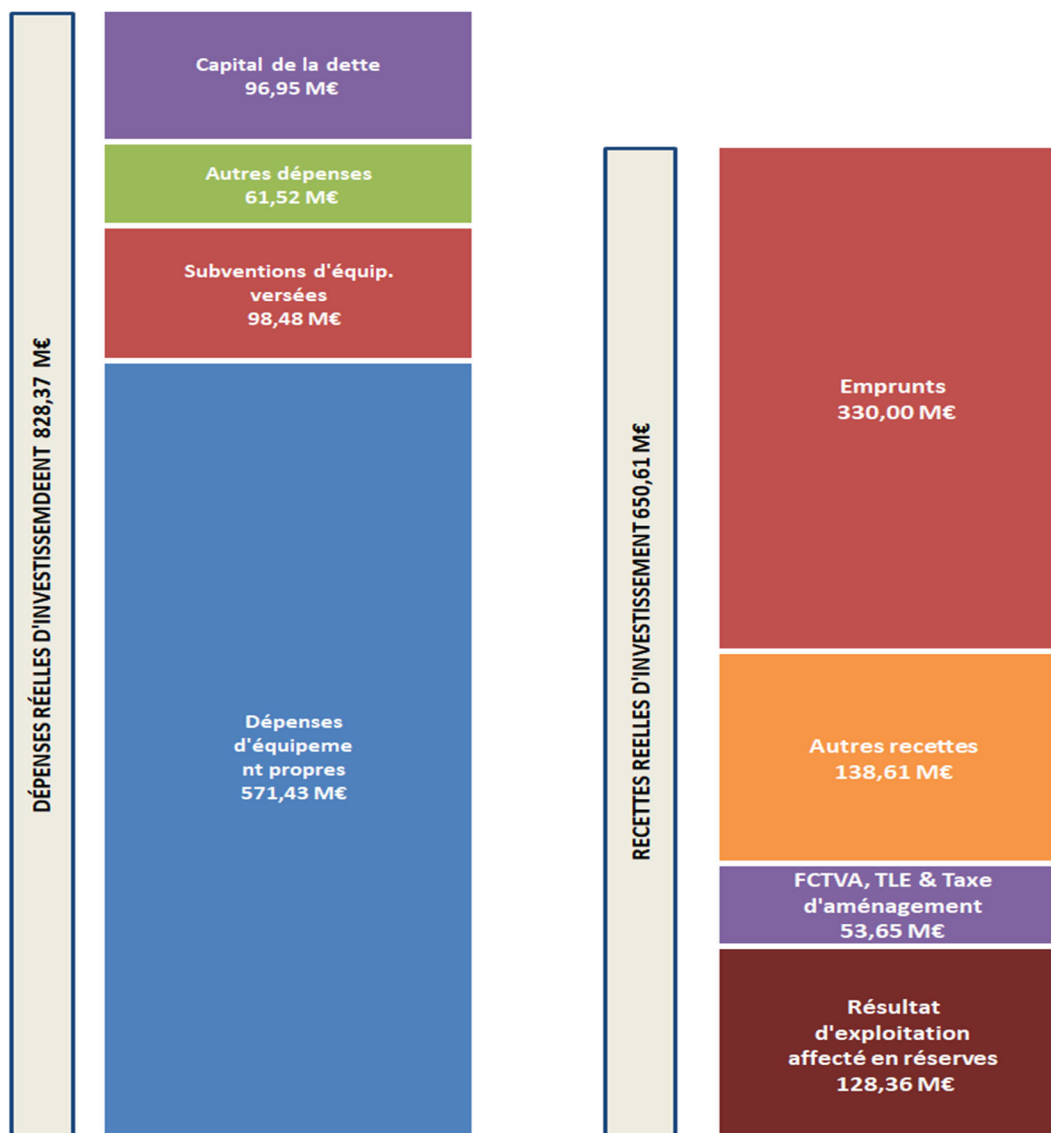 DÉPENSES RÉELLES D'INVESTISSEMDEENT 828,37 M€
Capital de la dette
96,95 M€
Autres dépenses
61,52 M€
Subventions d'équip.
versées
98,48 M€
Dépenses
d'équipeme
nt propres
571,43 M€
RECETTES REELLES D'INVESTISSEMENT 650,61 M€
Emprunts
330,00 M€
Autres recettes
138,61 M€
FCTVA, TLE & Taxe
d'aménagement
53,65 M€
Résultat
d'exploitation
affecté en réserves
128,36 M€